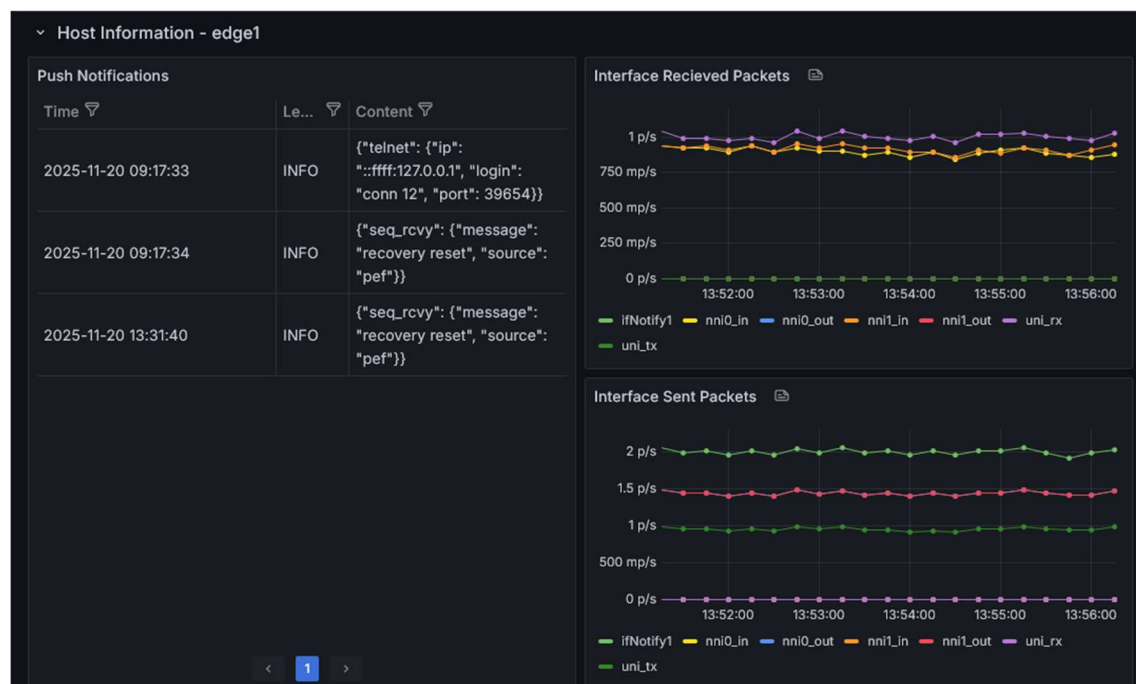 Host Information - edge1
Push Notifications
Time
Le...
Content
2025-11-20 09:17:33
INFO
{"telnet": {"ip":
"::ffff:127.0.0.1", "login":
"conn 12", "port": 39654}}
2025-11-20 09:17:34
INFO
{"seq_rcvy": {"message":
"recovery reset", "source":
"pef"}}
2025-11-20 13:31:40
INFO
{"seq_rcvy": {"message":
"recovery reset", "source":
"pef"}}
1
Interface Recieved Packets
1 p/s
750 mp/s
500 mp/s
250 mp/s
0 p/s
13:52:00 13:53:00 13:54:00 13:55:00 13:56:00
ifNotify1 nni0_in nni0_out nni1_in nni1_out uni_rx
uni_tx
Interface Sent Packets
2 p/s
1.5 p/s
1 p/s
500 mp/s
0 p/s
13:52:00 13:53:00 13:54:00 13:55:00 13:56:00
ifNotify1 nni0_in nni0_out nni1_in nni1_out uni_rx
uni_tx